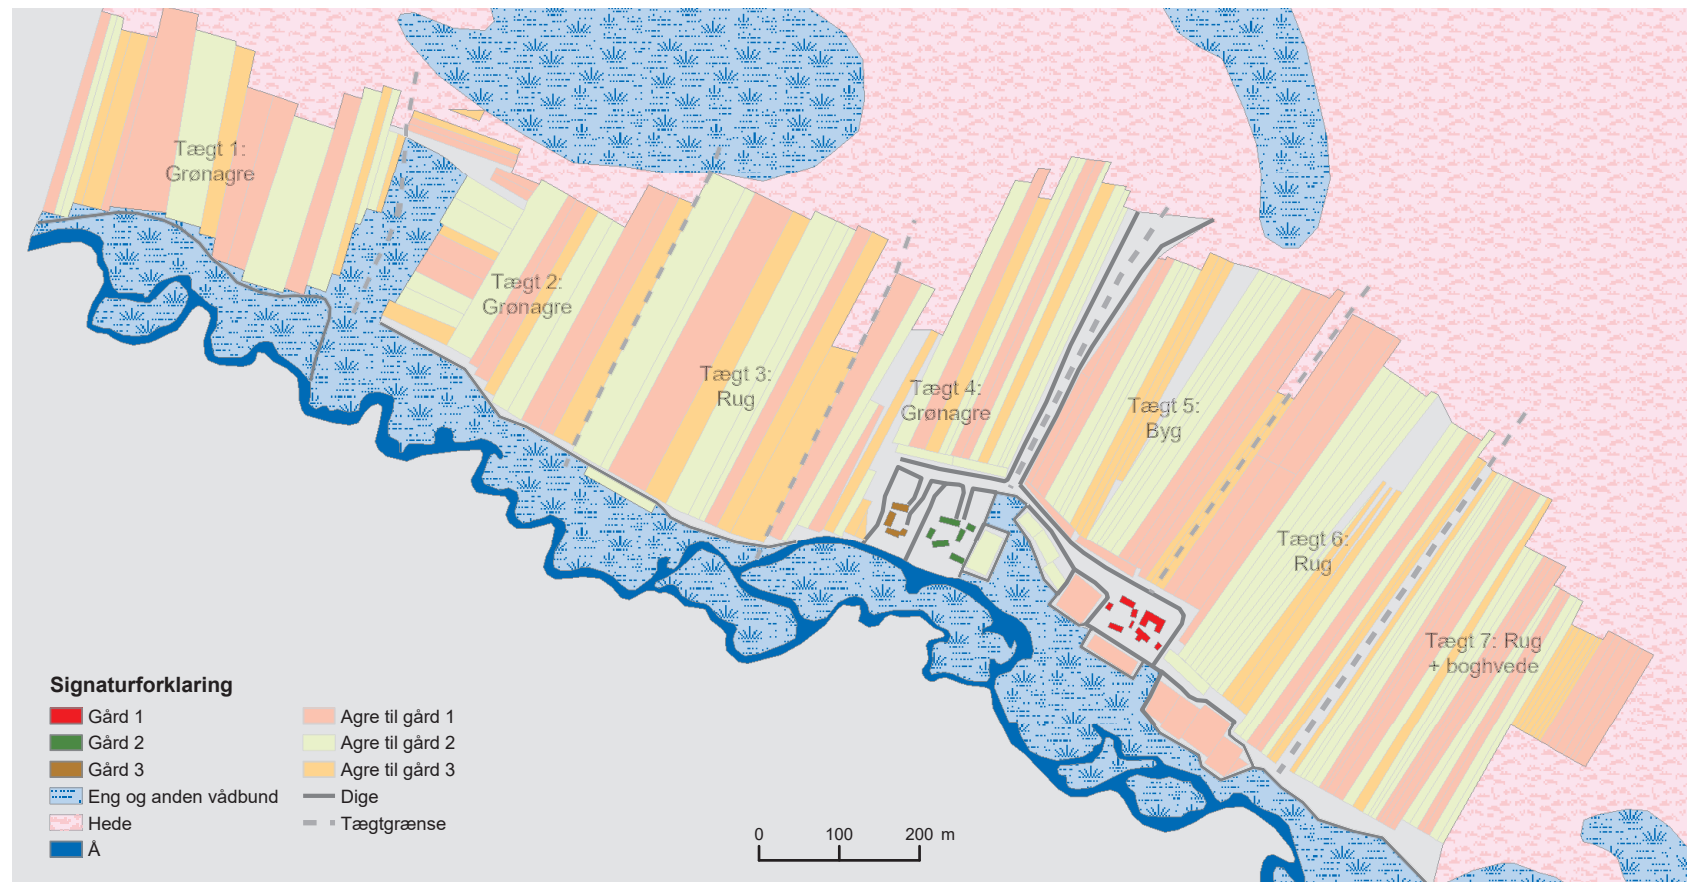 Tægt 1:
Grønagre
Tægt 2:
Grønagre
Tægt 3:
Rug
Tægt 4:
Grønagre
Tægt 5:
Byg
Tægt 6:
Rug
Tægt 7: Rug
+ boghvede
Signaturforklaring
Gård 1
Gård 2
Gård 3
Eng og anden vådbund
Hede
Å
Agre til gård 1
Agre til gård 2
Agre til gård 3
Dige
Tægtgrænse
0 100 200 m